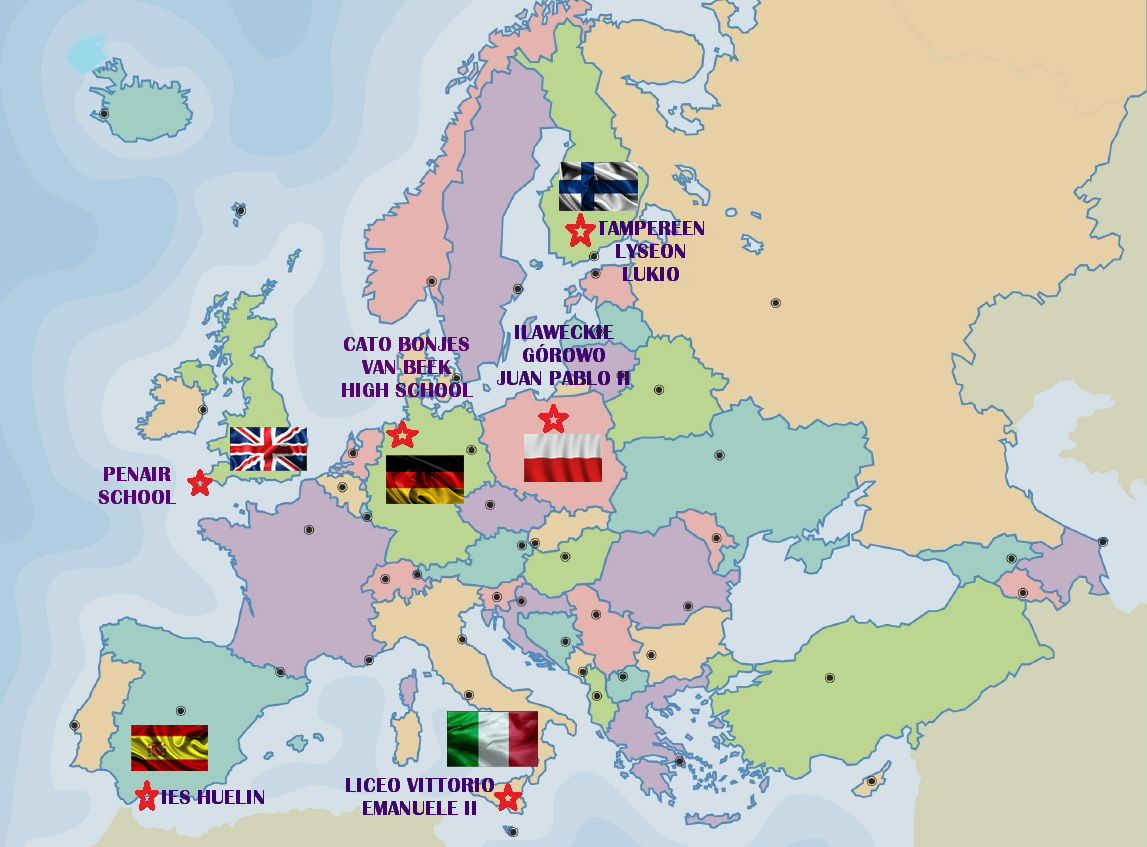 TAMPEREEN
LYSEON
LUKIO
CATO BONJES
VAN BEEK
HIGH SCHOOL
ILAWECKIE
GÓROWO
JUAN PABLO II
PENAIR
SCHOOL
IES HUELIN
LICEO VITTORIO
EMANUELE II